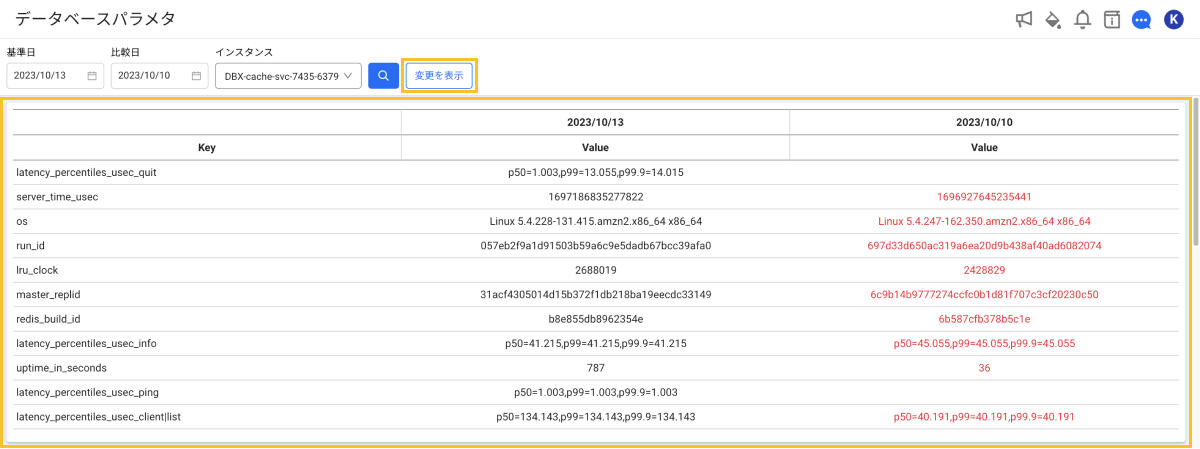 データベースパラメタ
K
基準日 比較日 インスタンス
2023/10/13 2023/10/10 DBX-cache-svc-7435-6379 変更を表示
2023/10/13 2023/10/10
Key Value Value
latency_percentiles_usec_quit p50=1.003,p99=13.055,p99.9=14.015
server_time_usec 1697186835277822 1696927645235441
os Linux 5.4.228-131.415.amzn2.x86_64 x86_64 Linux 5.4.247-162.350.amzn2.x86_64 x86_64
run_id 057eb2f9a1d91503b59a6c9e5dadb67bcc39afa0 697d33d650ac319a6ea20d9b438af40ad6082074
lru_clock 2688019 2428829
master_replid 31acf4305014d15b372f1db218ba19eecdc33149 6c9b14b9777274ccfc0b1d81f707c3cf20230c50
redis_build_id b8e855db8962354e 6b587cfb378b5c1e
latency_percentiles_usec_info p50=41.215,p99=41.215,p99.9=41.215 p50=45.055,p99=45.055,p99.9=45.055
uptime_in_seconds 787 36
latency_percentiles_usec_ping p50=1.003,p99=1.003,p99.9=1.003
latency_percentiles_usec_client|list p50=134.143,p99=134.143,p99.9=134.143 p50=40.191,p99=40.191,p99.9=40.191